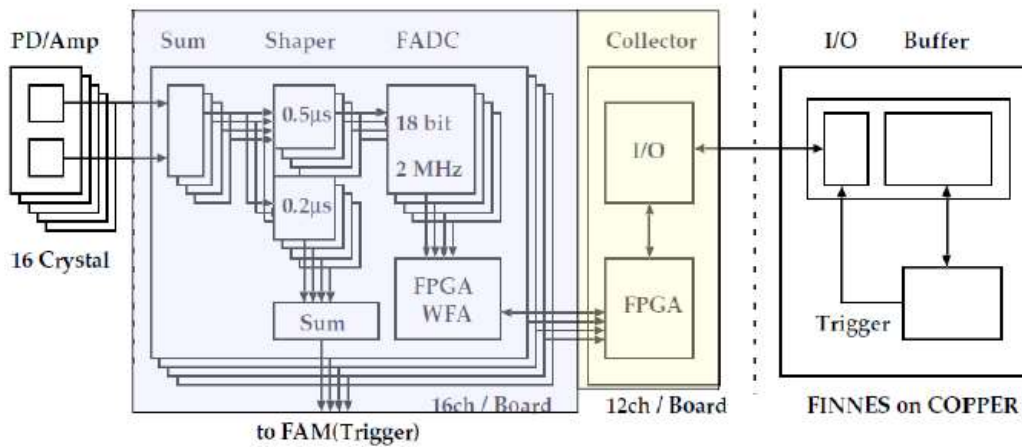 PD/Amp Sum Shaper FADC Collector I/O Buffer
0.5μs 18 bit
2 MHz
I/O
0.2μs
16 Crystal
FPGA
WFA
FPGA
Sum
Trigger
16ch / Board 12ch / Board FINNES on COPPER
to FAM(Trigger)